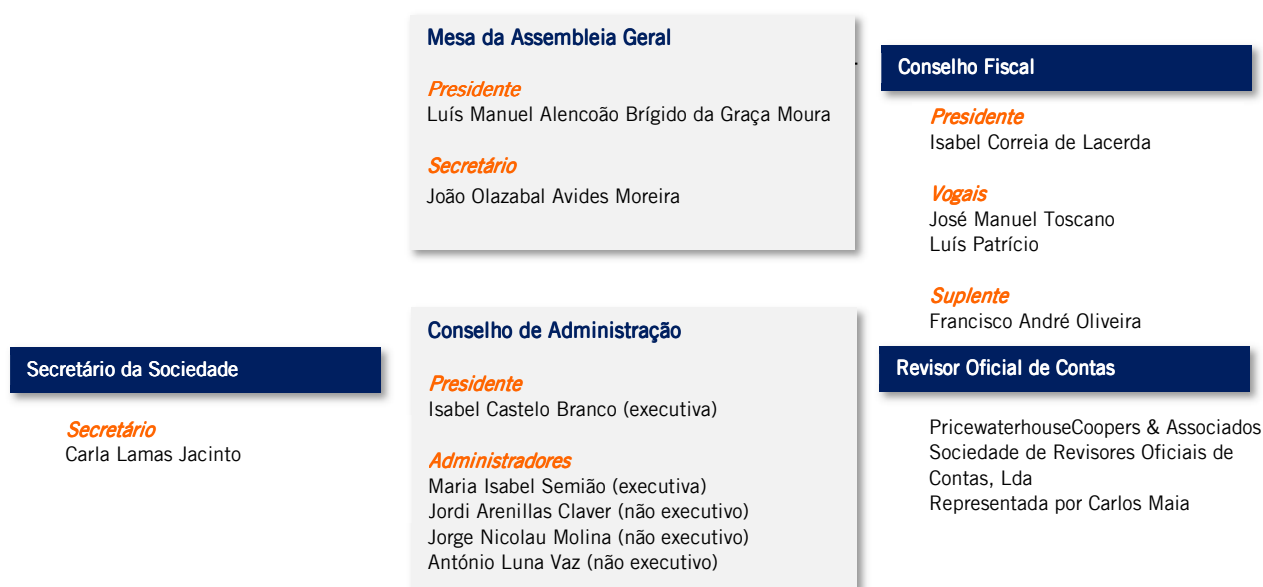 Mesa da Assembleia Geral
Presidente
Luís Manuel Alencoão Brígido da Graça Moura
Secretário
João Olazabal Avides Moreira
Conselho Fiscal
Presidente
Isabel Correia de Lacerda
Vogais
José Manuel Toscano
Luís Patrício
Suplente
Francisco André Oliveira
Secretário da Sociedade
Secretário
Carla Lamas Jacinto
Conselho de Administração
Presidente
Isabel Castelo Branco (executiva)
Administradores
Maria Isabel Semião (executiva)
Jordi Arenillas Claver (não executivo)
Jorge Nicolau Molina (não executivo)
António Luna Vaz (não executivo)
Revisor Oficial de Contas
PricewaterhouseCoopers & Associados
Sociedade de Revisores Oficiais de
Contas, Lda
Representada por Carlos Maia